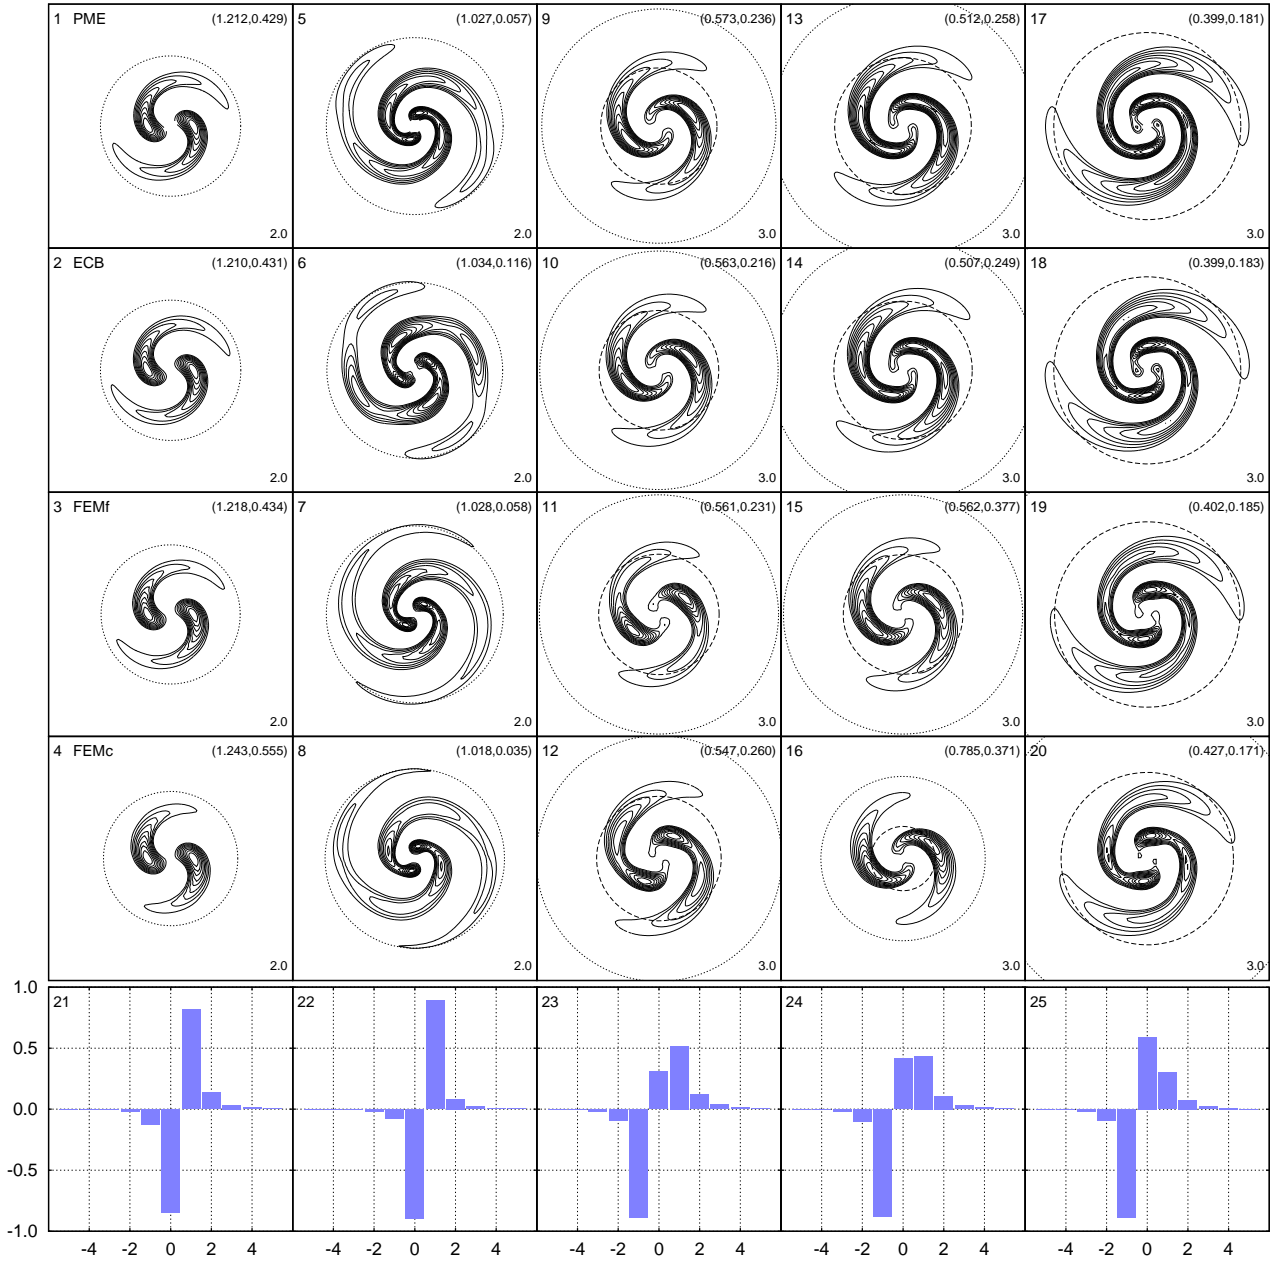 1 PME (1.212,0.429) 5 (1.027,0.057) 9 (0.573,0.236) 13 (0.512,0.258) 17 (0.399,0.181)
2.0 2.0 3.0 3.0 3.0
2 ECB (1.210,0.431) 6 (1.034,0.116) 10 (0.563,0.216) 14 (0.507,0.249) 18 (0.399,0.183)
2.0 2.0 3.0 3.0 3.0
3 FEMf (1.218,0.434) 7 (1.028,0.058) 11 (0.561,0.231) 15 (0.562,0.377) 19 (0.402,0.185)
2.0 2.0 3.0 3.0 3.0
4 FEMc (1.243,0.555) 8 (1.018,0.035) 12 (0.547,0.260) 16 (0.785,0.371) 20 (0.427,0.171)
2.0 2.0 3.0 3.0 3.0
1.0 21 22 23 24 25
0.5
0.0
-0.5
-1.0
-4 -2 0 2 4 -4 -2 0 2 4 -4 -2 0 2 4 -4 -2 0 2 4 -4 -2 0 2 4